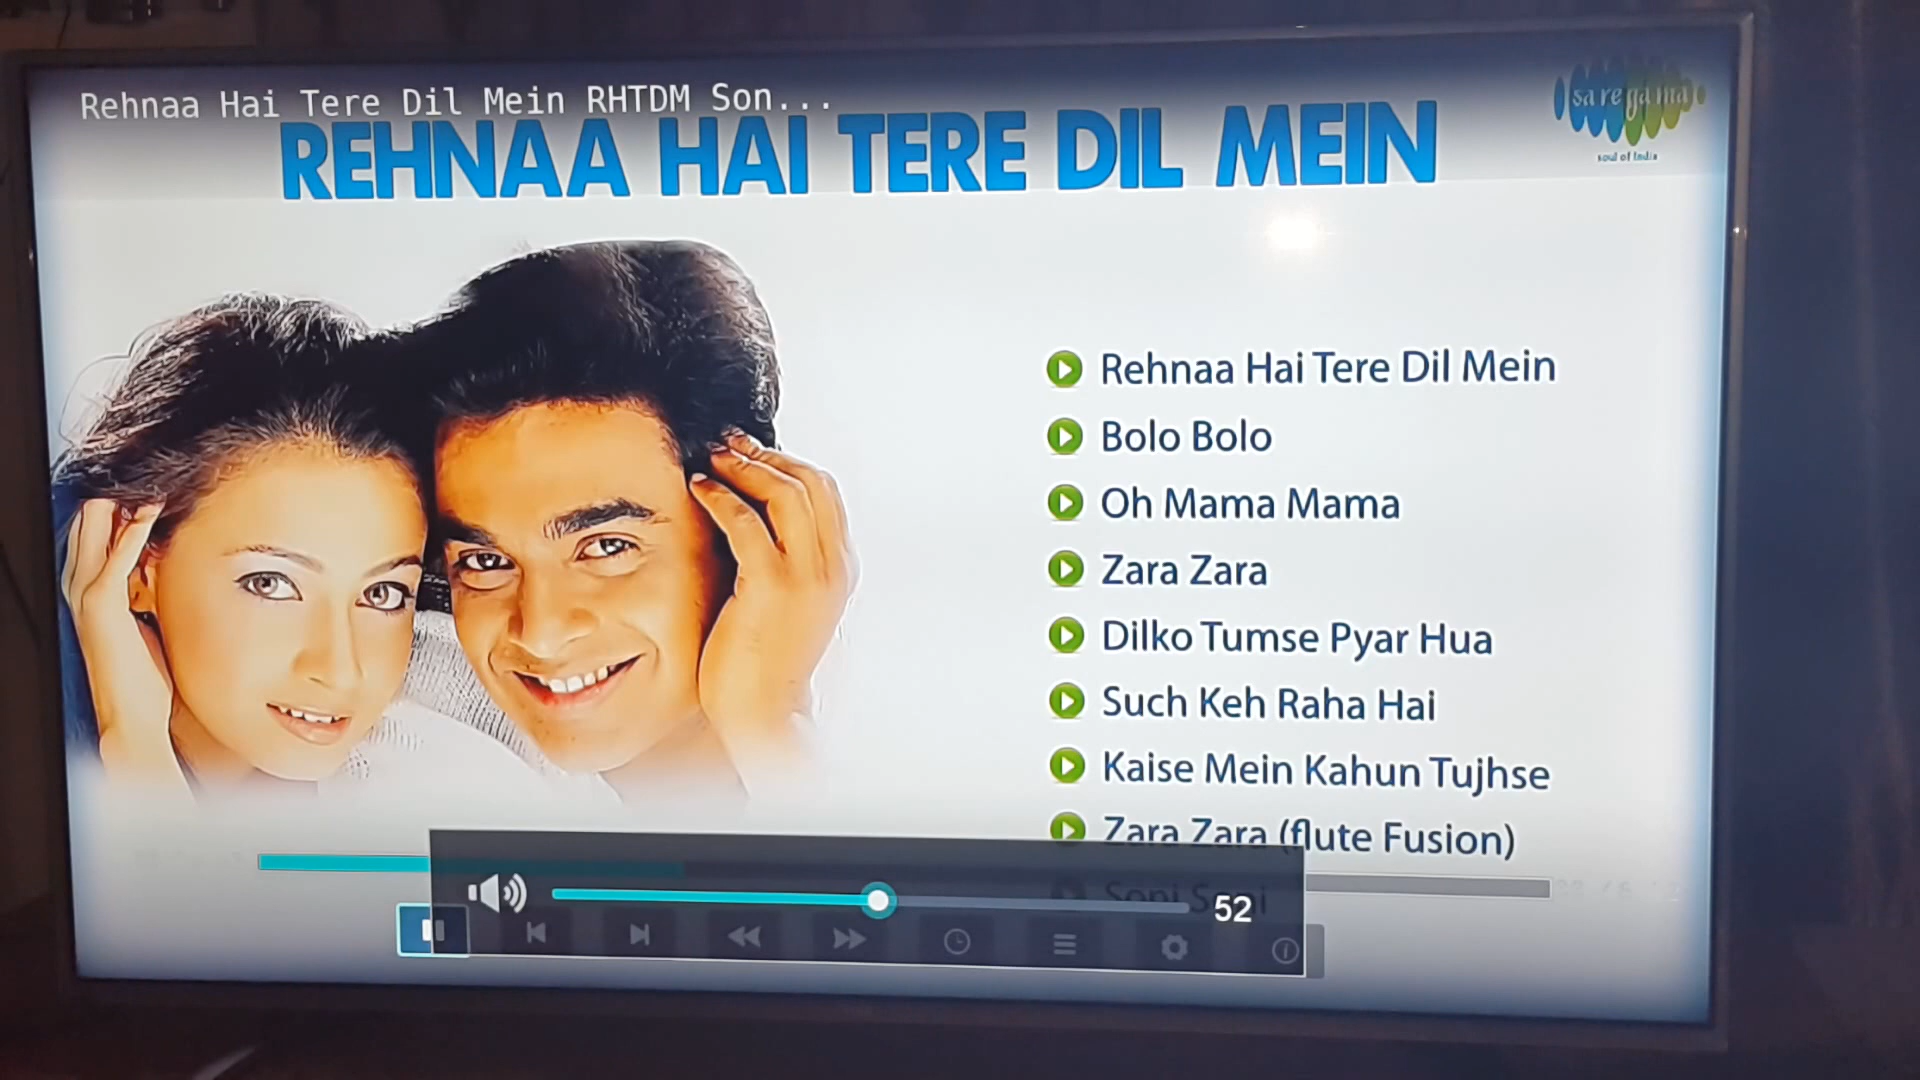 Rehnaa Hai Tere Dil Mein RHTDM Son...
saregama
soul of India
REHNAA HAI TERE DIL MEIN
Rehnaa Hai Tere Dil Mein
Bolo Bolo
Oh Mama Mama
Zara Zara
Dilko Tumse Pyar Hua
Such Keh Raha Hai
Kaise Mein Kahun Tujhse
Zara Zara (flute Fusion)
Soni Soni
52